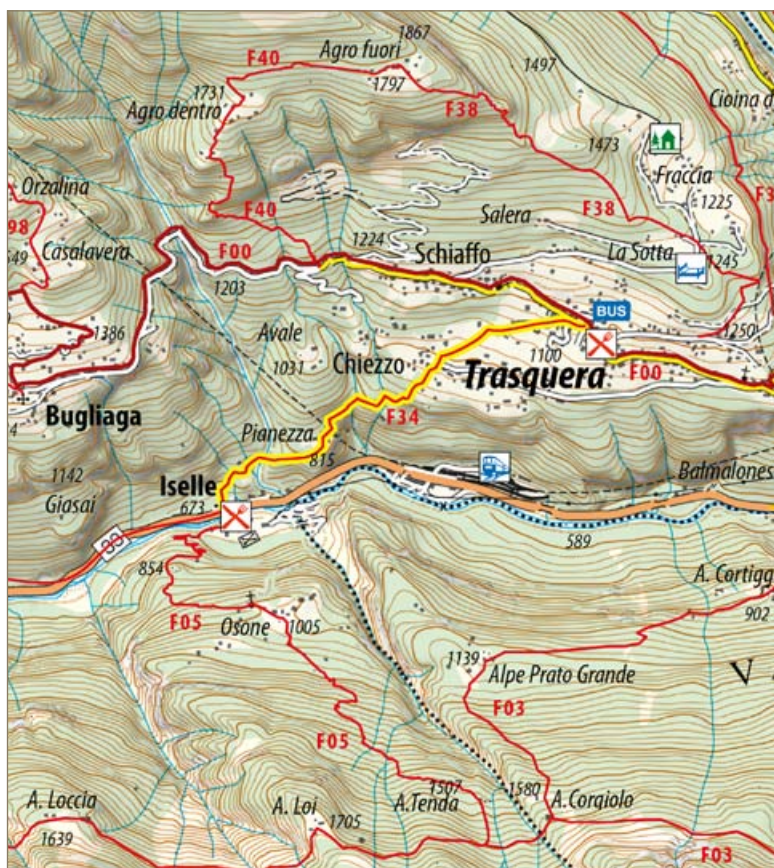 1867
F40
Agro fuori
1497
1731
1797
Agro dentro
F38
Cioina d
1473
Orzalina
Fraccia
98
F40
Salera
F38
1225
F3
549
Casalavera
1224
Schiaffo
La Sotta
1245
F00
1203
BUS
1386
Avale
1250
1031
Chiezzo
1100
Trasquera
F00
Bugliaga
F34
4
Pianezza
815
1142
Giasai
Iselle
673
Balmalones
33
589
854
A. Cortigg
F05
Osone
1005
902
1139
Alpe Prato Grande
V
F03
F05
A. Loccia
A. Loi
A.Tenda
1507
1580
A.Corgiolo
1639
1705
F03